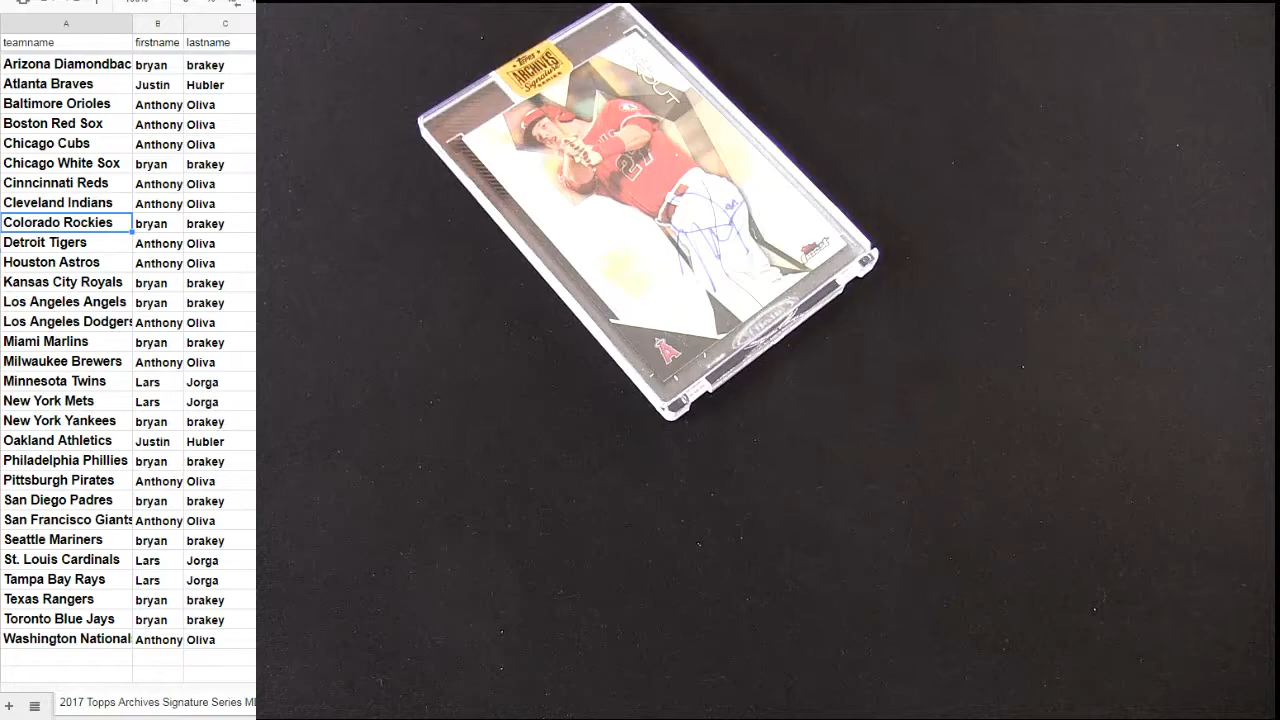 A B C
teamname firstname lastname
Arizona Diamondbac bryan brakey
Atlanta Braves Justin Hubler
Baltimore Orioles Anthony Oliva
Boston Red Sox Anthony Oliva
Chicago Cubs Anthony Oliva
Chicago White Sox bryan brakey
Cinncinnati Reds Anthony Oliva
Cleveland Indians Anthony Oliva
Colorado Rockies bryan brakey
Detroit Tigers Anthony Oliva
Houston Astros Anthony Oliva
Kansas City Royals bryan brakey
Los Angeles Angels bryan brakey
Los Angeles Dodgers Anthony Oliva
Miami Marlins bryan brakey
Milwaukee Brewers Anthony Oliva
Minnesota Twins Lars Jorga
New York Mets Lars Jorga
New York Yankees bryan brakey
Oakland Athletics Justin Hubler
Philadelphia Phillies bryan brakey
Pittsburgh Pirates Anthony Oliva
San Diego Padres bryan brakey
San Francisco Giants Anthony Oliva
Seattle Mariners bryan brakey
St. Louis Cardinals Lars Jorga
Tampa Bay Rays Lars Jorga
Texas Rangers bryan brakey
Toronto Blue Jays bryan brakey
Washington National Anthony Oliva
2017 Topps Archives Signature Series M
Topps
ARCHIVES
Signature
SERIES
27
Finest
A